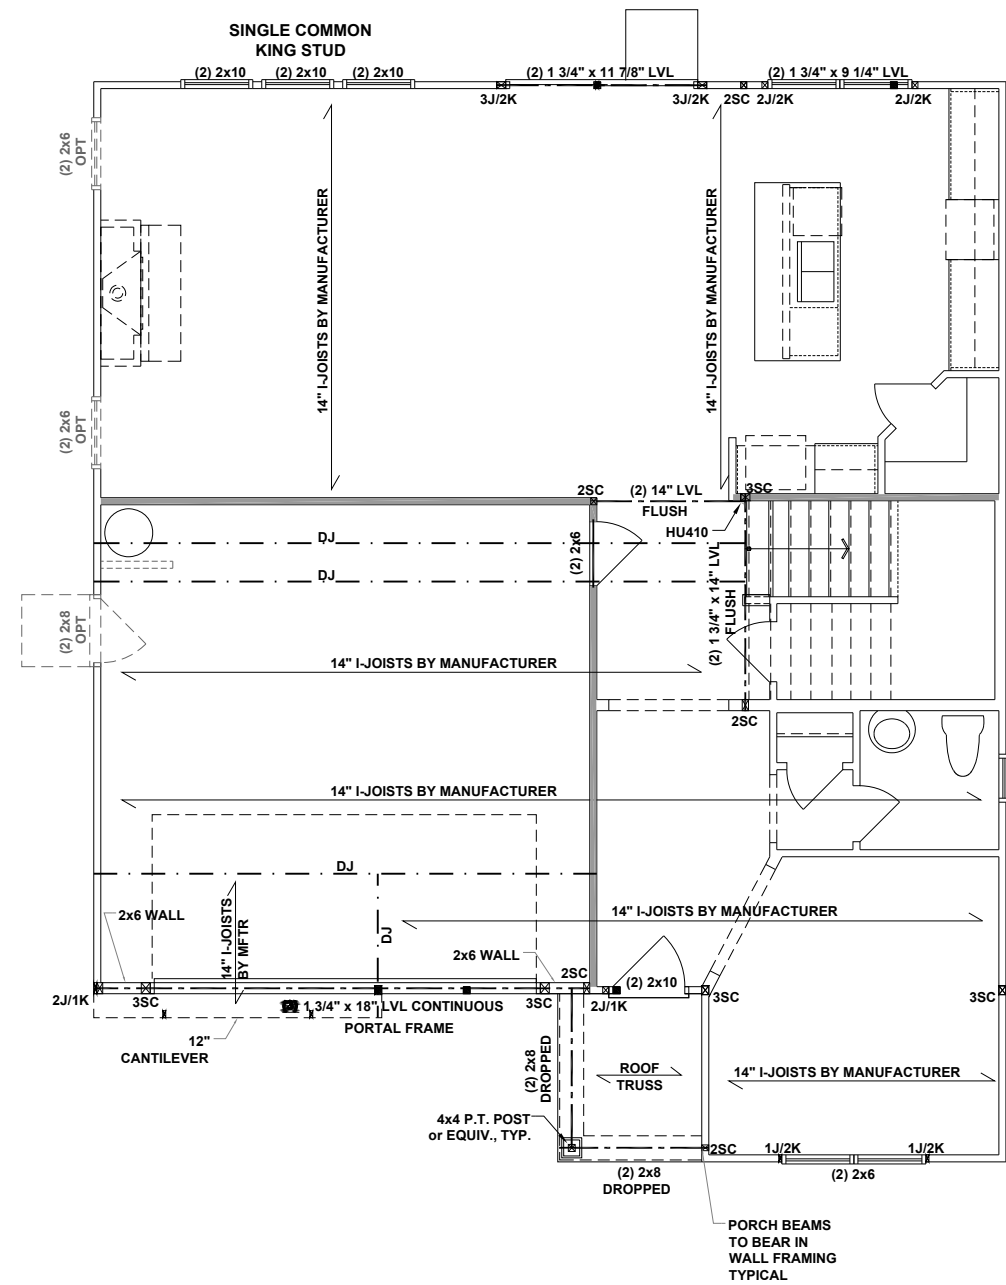 SINGLE COMMON
KING STUD
(2) 2x10
(2) 2x10
(2) 2x10
(2) 1 3/4" x 11 7/8" LVL
(2) 1 3/4" x 9 1/4" LVL
3J/2K
3J/2K
2SC
2J/2K
2J/2K
(2) 2x6
OPT
14" I-JOISTS BY MANUFACTURER
14" I-JOISTS BY MANUFACTURER
(2) 2x6
OPT
2SC
(2) 14" LVL
FLUSH
3SC
HU410
DJ
DJ
(2) 2x6
(2) 1 3/4" x 14" LVL
FLUSH
(2) 2x8
OPT
14" I-JOISTS BY MANUFACTURER
2SC
14" I-JOISTS BY MANUFACTURER
DJ
2x6 WALL
14" I-JOISTS
BY MFTR
DJ
14" I-JOISTS BY MANUFACTURER
2x6 WALL
2SC
2J/1K
3SC
1 3/4" x 18" LVL CONTINUOUS
PORTAL FRAME
3SC
2J/1K
(2) 2x10
3SC
3SC
12"
CANTILEVER
(2) 2x8
DROPPED
ROOF
TRUSS
14" I-JOISTS BY MANUFACTURER
4x4 P.T. POST
or EQUIV., TYP.
2SC
1J/2K
1J/2K
(2) 2x8
DROPPED
(2) 2x6
PORCH BEAMS
TO BEAR IN
WALL FRAMING
TYPICAL